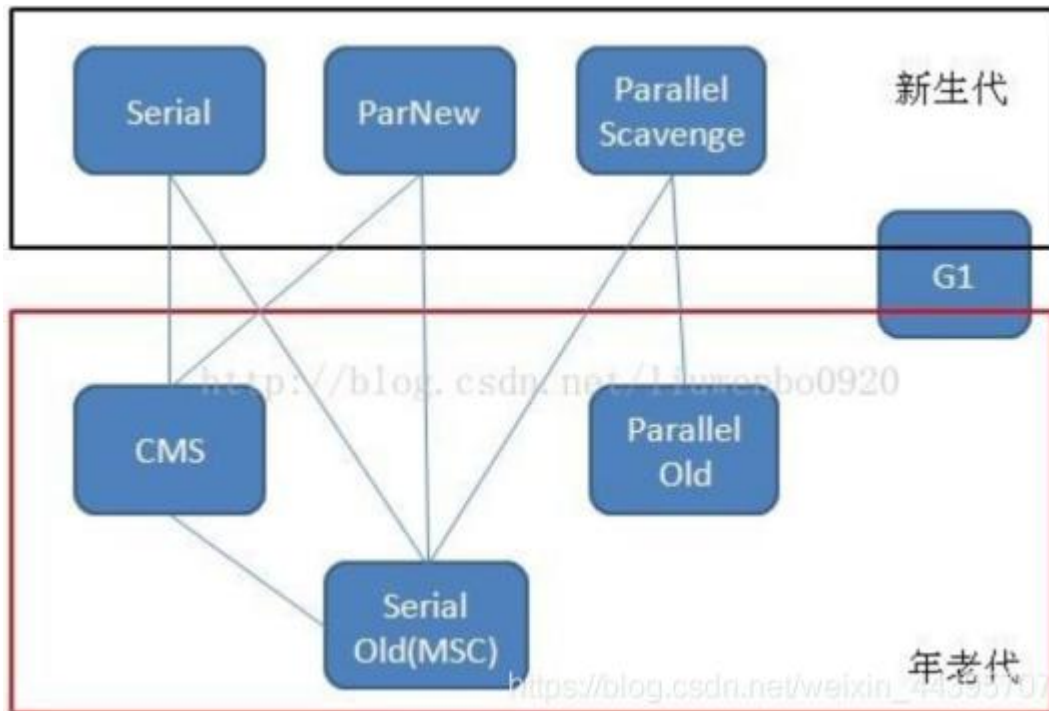 Serial
ParNew
Parallel
Scavenge
新生代
G1
http://blog.csdn.net/liuwenbo0920
CMS
Parallel
Old
Serial
Old(MSC)
年老代
https://blog.csdn.net/weixin_44395707